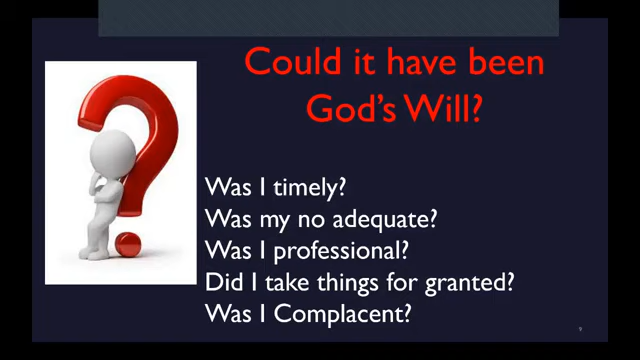 Could it have been
God's Will?
Was I timely?
Was my no adequate?
Was I professional?
Did I take things for granted?
Was I Complacent?
9